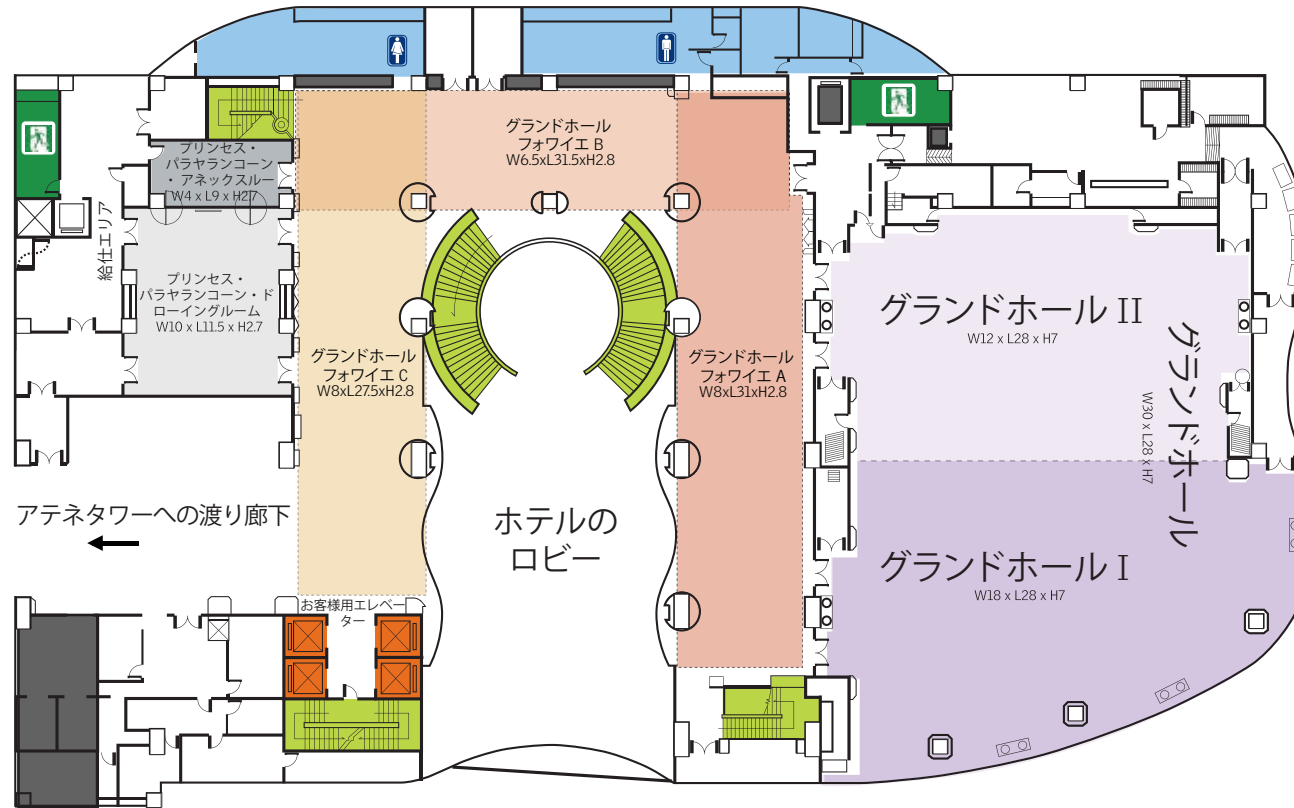 グランドホール
フォワイエ B
W6.5xL31.5xH2.8
プリンセス・
パラヤランコーン
・アネックスルー
W4 x L9 x H2.7
給仕エリア
プリンセス・
パラヤランコーン・ド
ローイングルーム
W10 x L11.5 x H2.7
グランドホール
フォワイエ C
W8xL27.5xH2.8
グランドホール
フォワイエ A
W8xL31xH2.8
グランドホール II
W12 x L28 x H7
グランドホール
W30 x L28 x H7
アテネタワーへの渡り廊下
ホテルの
ロビー
グランドホール I
W18 x L28 x H7
お客様用エレベー
ター